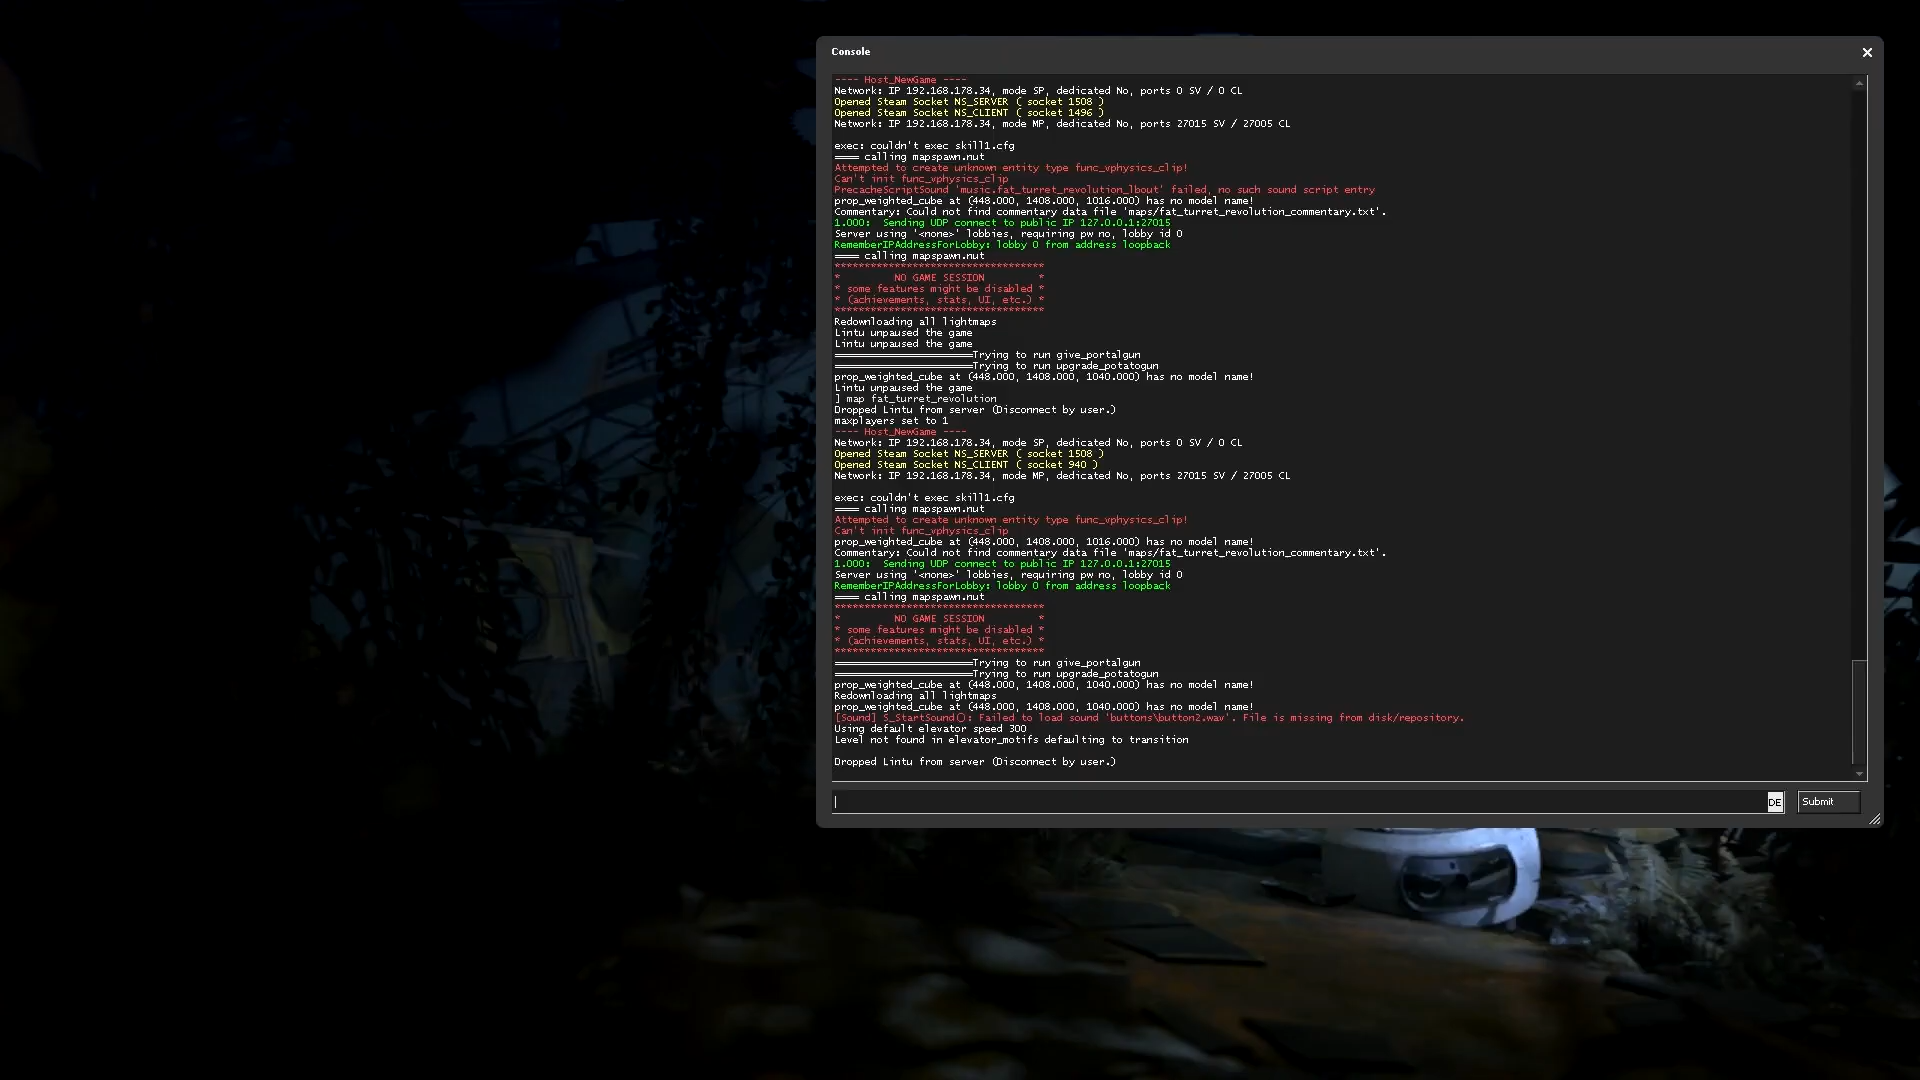 Console
---- Host_NewGame ----
Network: IP 192.168.178.34, mode SP, dedicated No, ports 0 SV / 0 CL
Opened Steam Socket NS_SERVER ( socket 1508 )
Opened Steam Socket NS_CLIENT ( socket 1496 )
Network: IP 192.168.178.34, mode MP, dedicated No, ports 27015 SV / 27005 CL
exec: couldn't exec skill1.cfg
==== calling mapspawn.nut
Attempted to create unknown entity type func_vphysics_clip!
Can't init func_vphysics_clip
PrecacheScriptSound 'music.fat_turret_revolution_lbout' failed, no such sound script entry
prop_weighted_cube at (448.000, 1408.000, 1016.000) has no model name!
Commentary: Could not find commentary data file 'maps/fat_turret_revolution_commentary.txt'.
1.000:  Sending UDP connect to public IP 127.0.0.1:27015
Server using '<none>' lobbies, requiring pw no, lobby id 0
RememberIPAddressForLobby: lobby 0 from address loopback
==== calling mapspawn.nut
***********************************
*         NO GAME SESSION         *
* some features might be disabled *
* (achievements, stats, UI, etc.) *
***********************************
Redownloading all lightmaps
Lintu unpaused the game
Lintu unpaused the game
=======================Trying to run give_portalgun
=======================Trying to run upgrade_potatogun
prop_weighted_cube at (448.000, 1408.000, 1040.000) has no model name!
Lintu unpaused the game
] map fat_turret_revolution
Dropped Lintu from server (Disconnect by user.)
maxplayers set to 1
---- Host_NewGame ----
Network: IP 192.168.178.34, mode SP, dedicated No, ports 0 SV / 0 CL
Opened Steam Socket NS_SERVER ( socket 1508 )
Opened Steam Socket NS_CLIENT ( socket 940 )
Network: IP 192.168.178.34, mode MP, dedicated No, ports 27015 SV / 27005 CL
exec: couldn't exec skill1.cfg
==== calling mapspawn.nut
Attempted to create unknown entity type func_vphysics_clip!
Can't init func_vphysics_clip
prop_weighted_cube at (448.000, 1408.000, 1016.000) has no model name!
Commentary: Could not find commentary data file 'maps/fat_turret_revolution_commentary.txt'.
1.000:  Sending UDP connect to public IP 127.0.0.1:27015
Server using '<none>' lobbies, requiring pw no, lobby id 0
RememberIPAddressForLobby: lobby 0 from address loopback
==== calling mapspawn.nut
***********************************
*         NO GAME SESSION         *
* some features might be disabled *
* (achievements, stats, UI, etc.) *
***********************************
=======================Trying to run give_portalgun
=======================Trying to run upgrade_potatogun
prop_weighted_cube at (448.000, 1408.000, 1040.000) has no model name!
Redownloading all lightmaps
prop_weighted_cube at (448.000, 1408.000, 1040.000) has no model name!
[Sound] S_StartSound(): Failed to load sound 'buttons\button2.wav'. File is missing from disk/repository.
Using default elevator speed 300
Level not found in elevator_motifs defaulting to transition
Dropped Lintu from server (Disconnect by user.)
DE
Submit